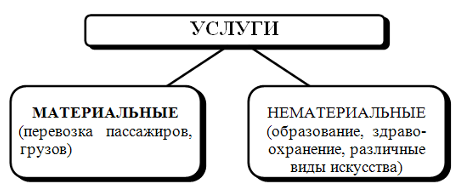 УСЛУГИ
МАТЕРИАЛЬНЫЕ
(перевозка пассажиров,
грузов)
НЕМАТЕРИАЛЬНЫЕ
(образование, здраво-
охранение, различные
виды искусства)